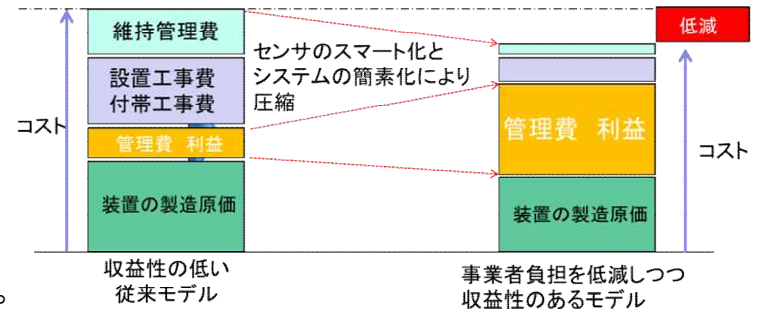 維持管理費
設置工事費
付帯工事費
管理費 利益
装置の製造原価
コスト
収益性の低い
従来モデル
センサのスマート化と
システムの簡素化により
圧縮
低減
管理費 利益
装置の製造原価
コスト
事業者負担を低減しつつ
収益性のあるモデル
。